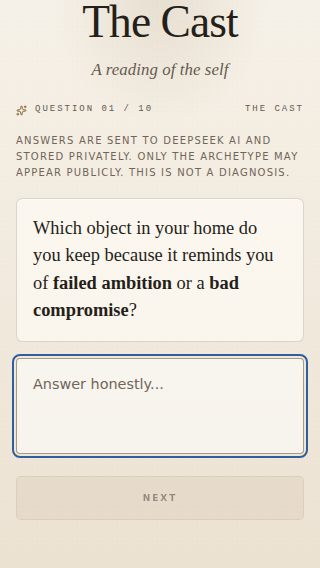 The Cast
A reading of the self
QUESTION 01 / 10 THE CAST
ANSWERS ARE SENT TO DEEPSEEK AI AND
STORED PRIVATELY. ONLY THE ARCHETYPE MAY
APPEAR PUBLICLY. THIS IS NOT A DIAGNOSIS.
Which object in your home do
you keep because it reminds you
of failed ambition or a bad
compromise?
Answer honestly...
NEXT